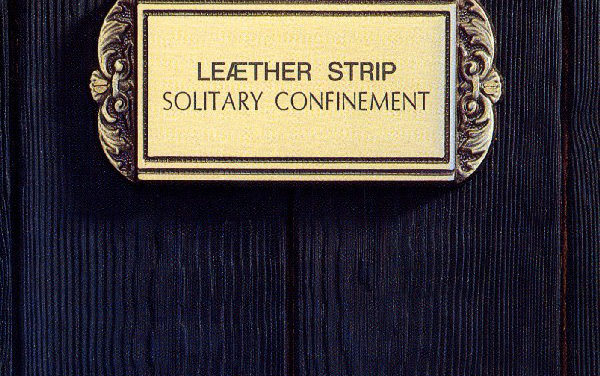 LEÆTHER STRIP
SOLITARY CONFINEMENT